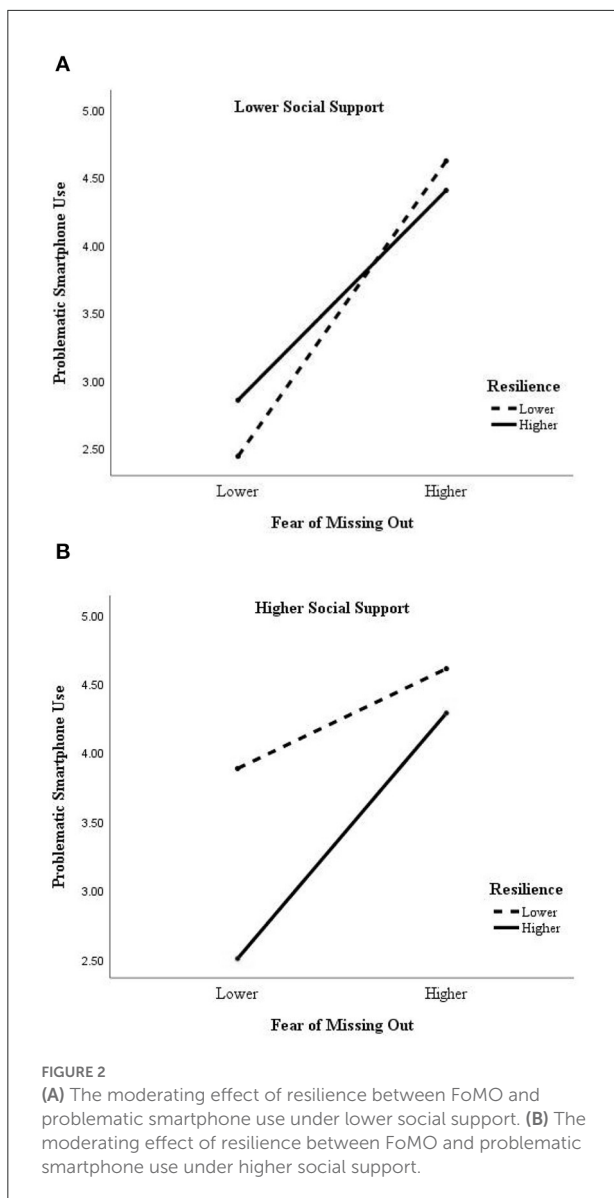 A
Lower Social Support
5.00
4.50
4.00
3.50
3.00
2.50
Problematic Smartphone Use
Resilience
Lower
Higher
Lower Higher
Fear of Missing Out
B
Higher Social Support
5.00
4.50
4.00
3.50
3.00
2.50
Problematic Smartphone Use
Resilience
Lower
Higher
Lower Higher
Fear of Missing Out
FIGURE 2
(A) The moderating effect of resilience between FoMO and
problematic smartphone use under lower social support. (B) The
moderating effect of resilience between FoMO and problematic
smartphone use under higher social support.